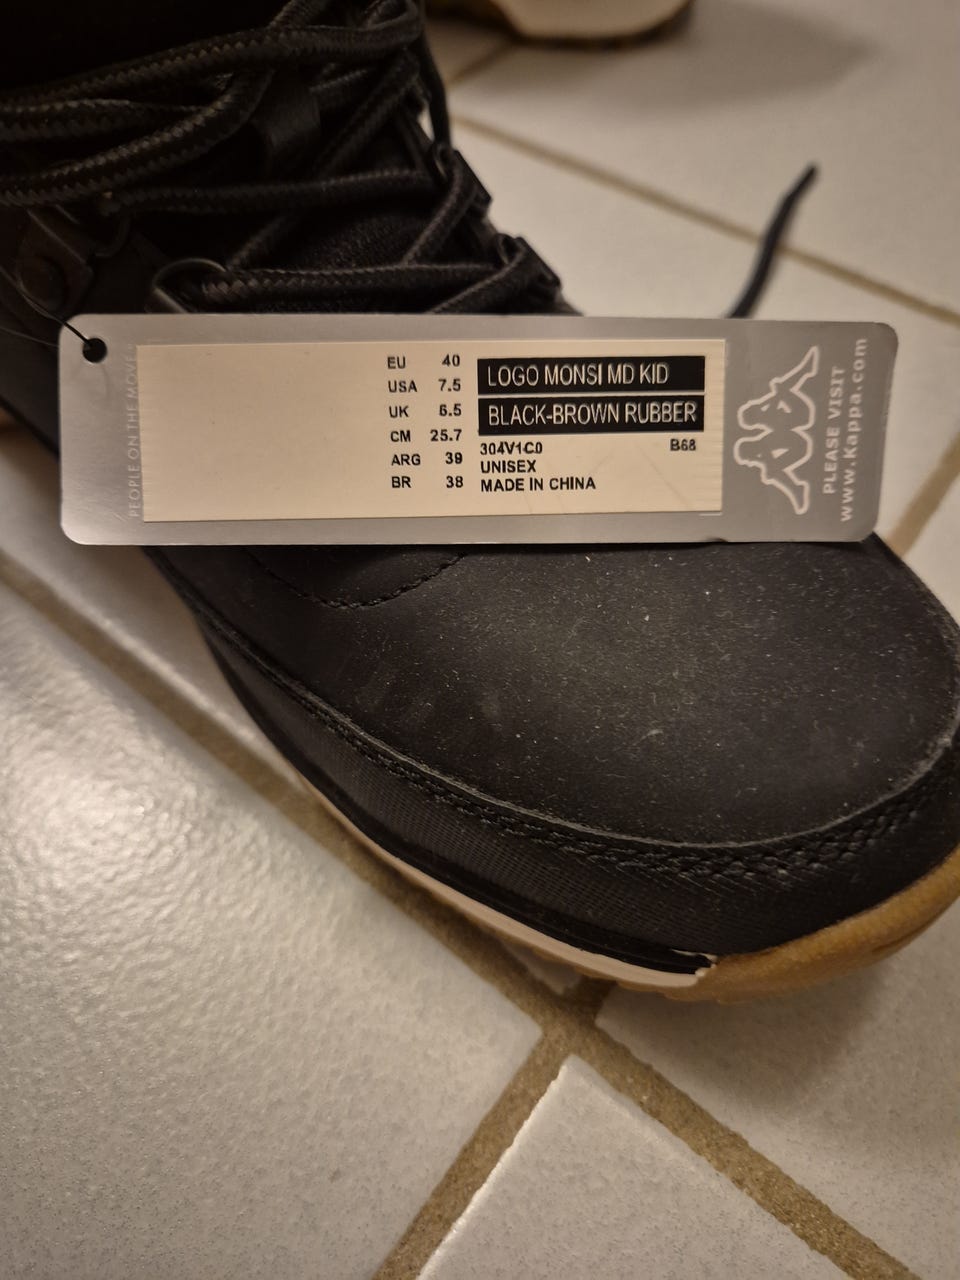 PEOPLE ON THE MOVE
EU 40
USA 7.5
UK 6.5
CM 25.7
ARG 39
BR 38
LOGO MONSI MD KID
BLACK-BROWN RUBBER
304V1C0 B68
UNISEX
MADE IN CHINA
PLEASE VISIT
www.Kappa.com